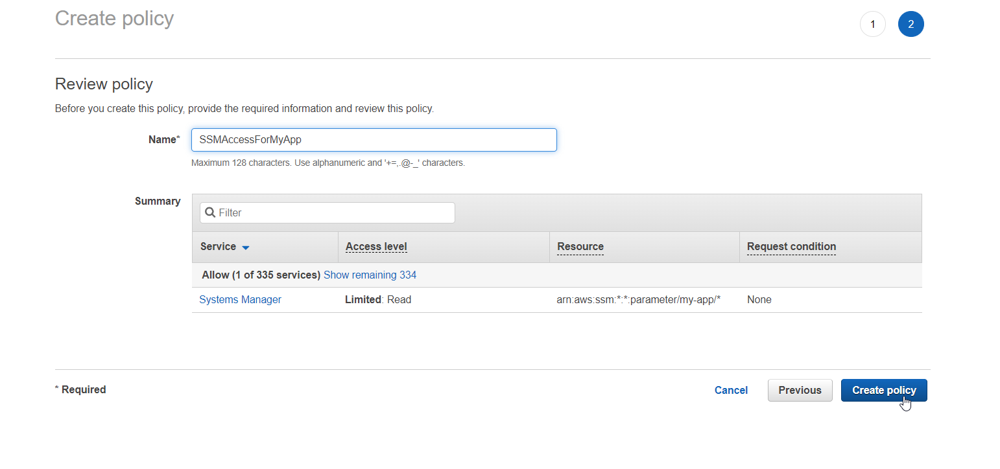 Create policy
1
2
Review policy
Before you create this policy, provide the required information and review this policy.
Name*
SSMAccessForMyApp
Maximum 128 characters. Use alphanumeric and '+=,.@-_' characters.
Summary
Filter
Service
Access level
Resource
Request condition
Allow (1 of 335 services) Show remaining 334
Systems Manager
Limited: Read
arn:aws:ssm:*:*:parameter/my-app/*
None
* Required
Cancel
Previous
Create policy